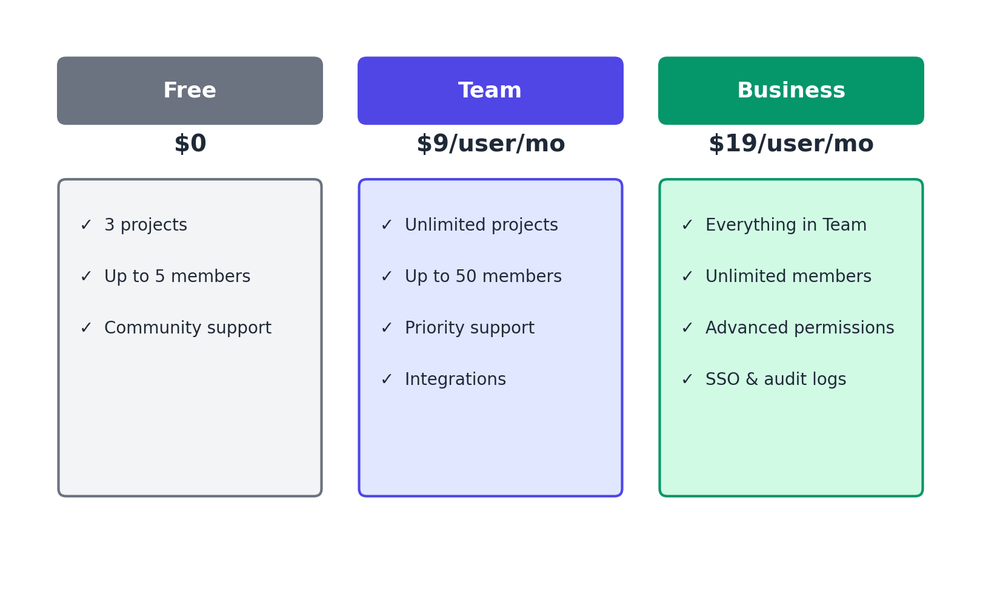 Free
$0
✓ 3 projects
✓ Up to 5 members
✓ Community support
Team
$9/user/mo
✓ Unlimited projects
✓ Up to 50 members
✓ Priority support
✓ Integrations
Business
$19/user/mo
✓ Everything in Team
✓ Unlimited members
✓ Advanced permissions
✓ SSO & audit logs